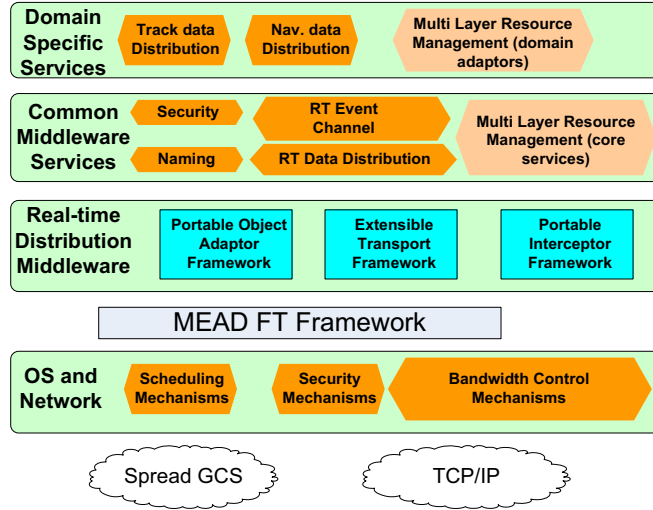 Domain
Specific
Services
Track data
Distribution
Nav. data
Distribution
Multi Layer Resource
Management (domain
adaptors)
Common
Middleware
Services
Security
RT Event
Channel
Naming
RT Data Distribution
Multi Layer Resource
Management (core
services)
Real-time
Distribution
Middleware
Portable Object
Adaptor
Framework
Extensible
Transport
Framework
Portable
Interceptor
Framework
MEAD FT Framework
OS and
Network
Scheduling
Mechanisms
Security
Mechanisms
Bandwidth Control
Mechanisms
Spread GCS
TCP/IP